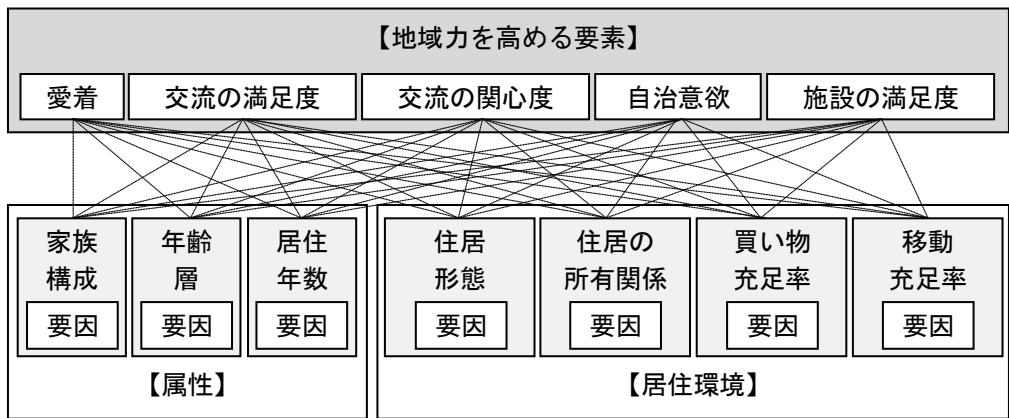 【地域力を高める要素】
愛着 交流の満足度 交流の関心度 自治意欲 施設の満足度
家族 年齢 居住 住居 住居の 買い物 移動
構成 層 年数 形態 所有関係 充足率 充足率
要因 要因 要因 要因 要因 要因 要因
【属性】 【居住環境】